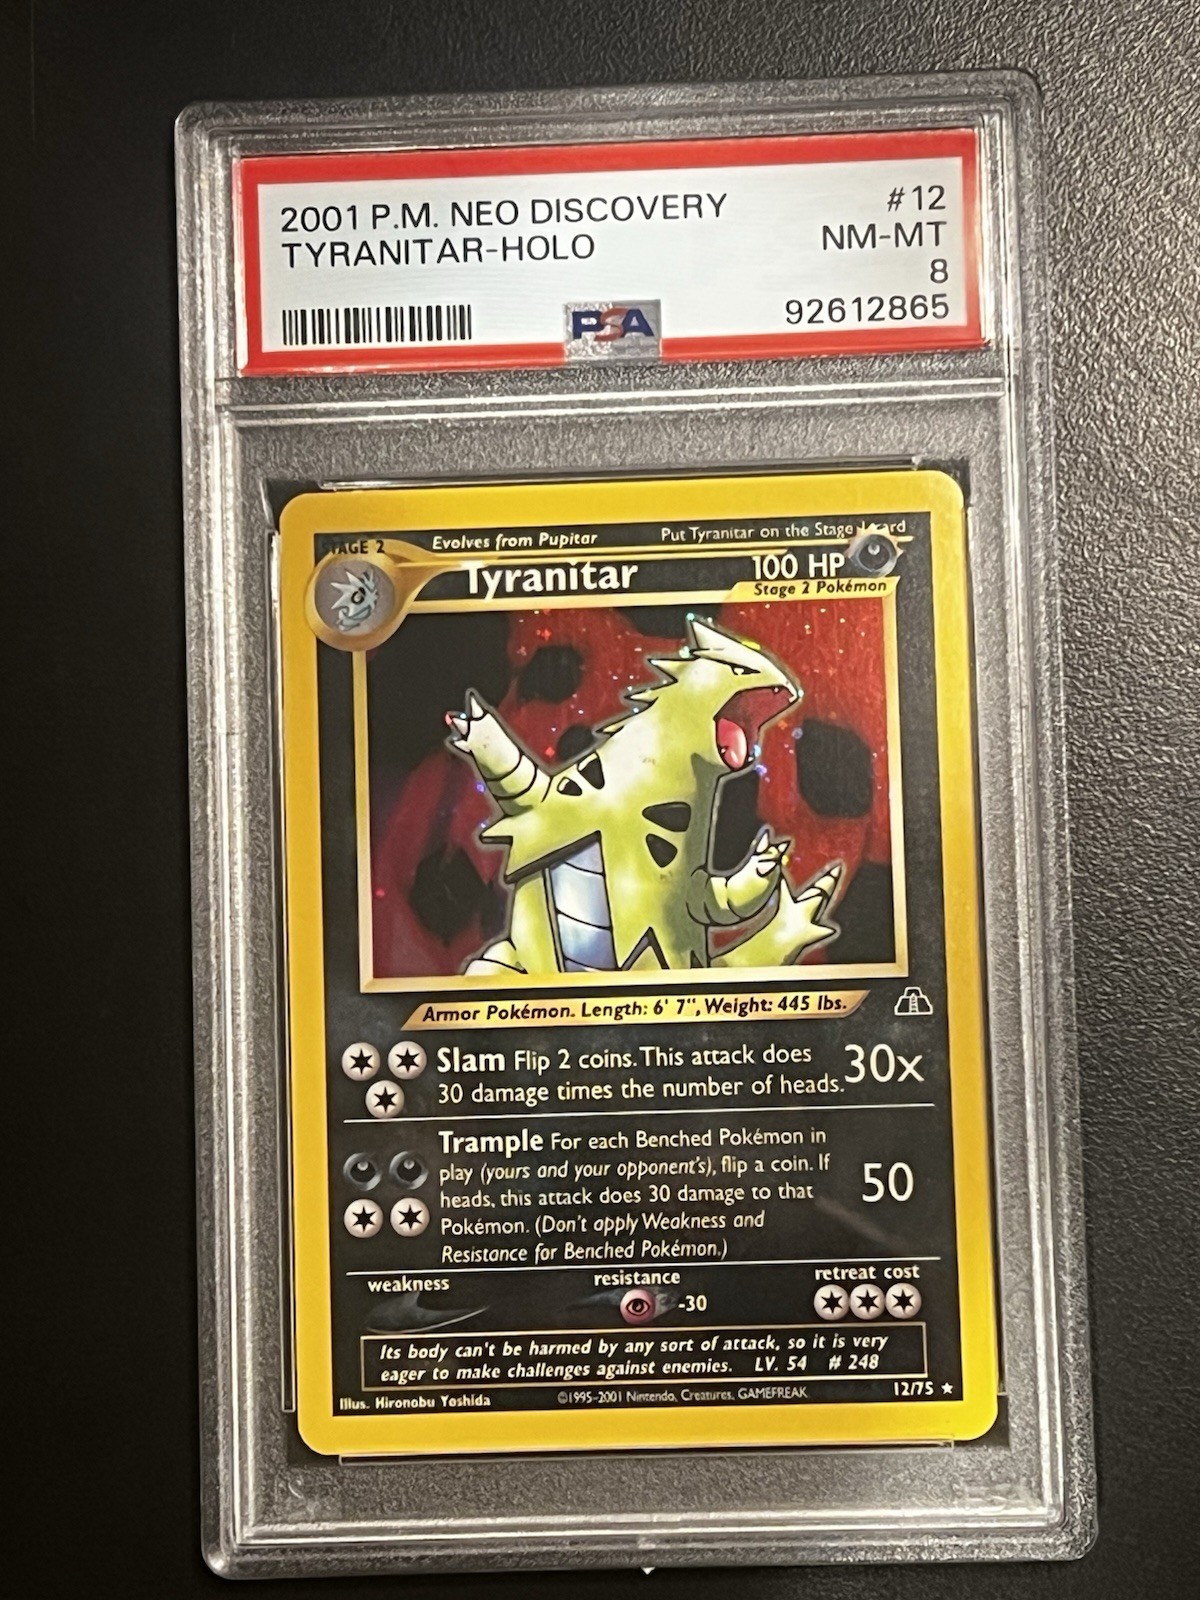 2001 P.M. NEO DISCOVERY #12
TYRANITAR-HOLO NM-MT
8
PSA 92612865
STAGE 2 Evolves from Pupitar Put Tyranitar on the Stage 1 card
Tyranitar 100 HP
Stage 2 Pokémon
Armor Pokémon. Length: 6' 7", Weight: 445 lbs.
Slam Flip 2 coins. This attack does
30 damage times the number of heads. 30x
Trample For each Benched Pokémon in
play (yours and your opponent's), flip a coin. If
heads, this attack does 30 damage to that 50
Pokémon. (Don't apply Weakness and
Resistance for Benched Pokémon.)
weakness resistance retreat cost
-30
Its body can't be harmed by any sort of attack, so it is very
eager to make challenges against enemies. LV. 54 # 248
Illus. Hironobu Yoshida ©1995-2001 Nintendo, Creatures, GAMEFREAK 12/75 ★